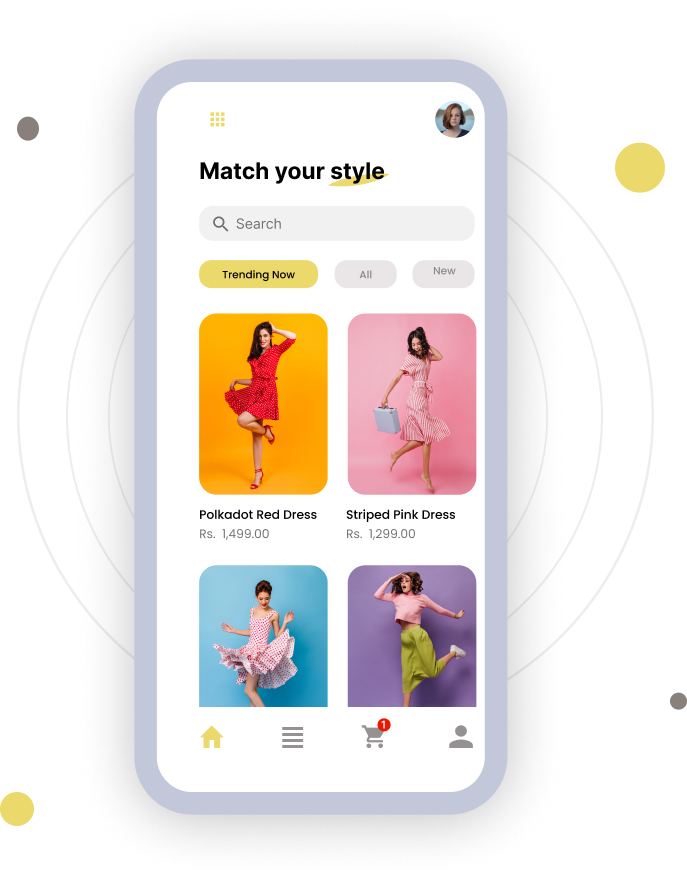 Match your style
Search
Trending Now
All
New
Polkadot Red Dress
Striped Pink Dress
Rs. 1,499.00
Rs. 1,299.00
1